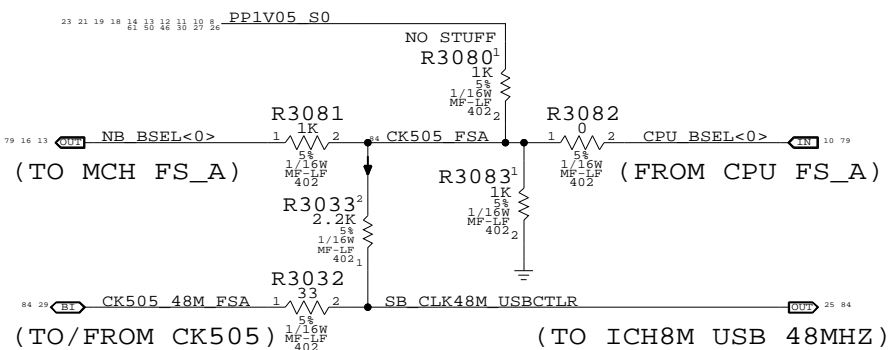 23 21 19 18 14 13 12 11 10 8 PP1V05_S0
61 50 46 30 27 26
NO STUFF
R3080 1
1K
5%
1/16W
MF-LF
402 2
R3081
1K
1 2
5%
1/16W
MF-LF
402
R3082
0
1 2
5%
1/16W
MF-LF
402
79 16 13 OUT NB_BSEL<0>
84 CK505_FSA
CPU_BSEL<0> IN 10 79
(TO MCH FS_A)
(FROM CPU FS_A)
R3083 1
1K
5%
1/16W
MF-LF
402 2
R3033 2
2.2K
5%
1/16W
MF-LF
402 1
R3032
33
1 2
5%
1/16W
MF-LF
402
84 29 BI CK505_48M_FSA
SB_CLK48M_USBCTLR OUT 25 84
(TO/FROM CK505)
(TO ICH8M USB 48MHZ)